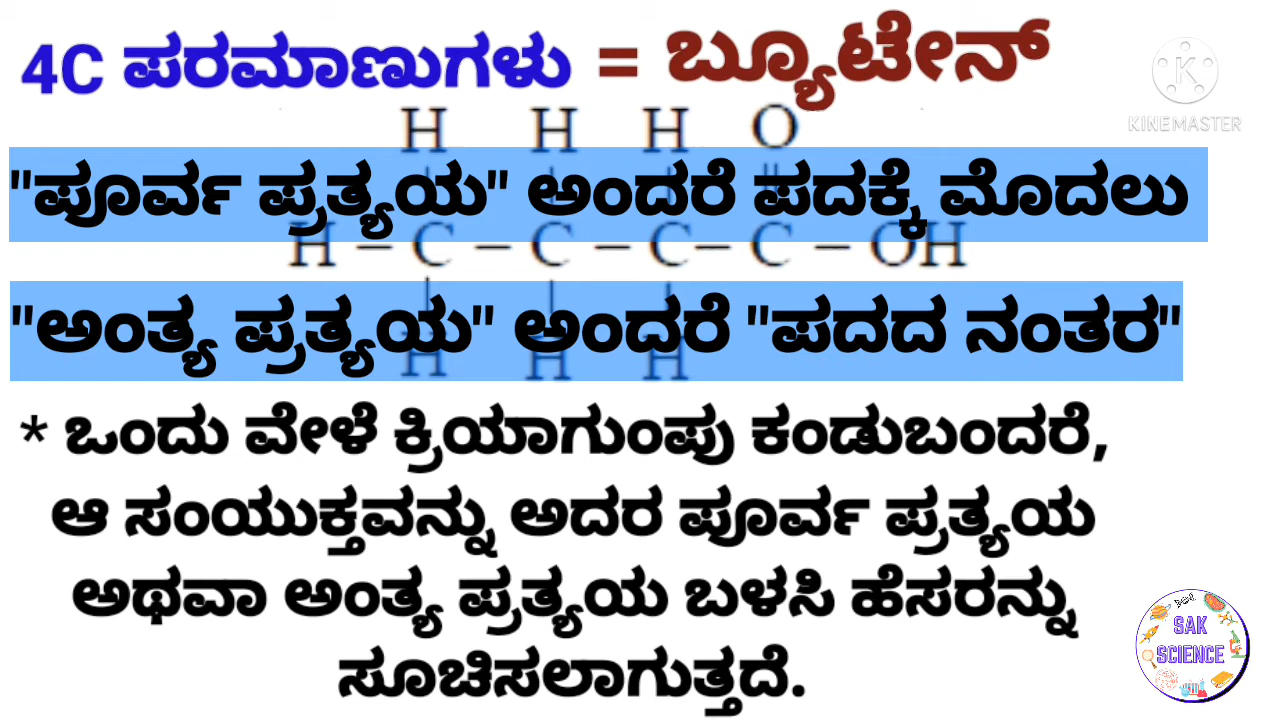 4C ಪರಮಾಣುಗಳು = ಬ್ಯೂಟೇನ್
KINEMASTER
H H H O
"ಪೂರ್ವ ಪ್ರತ್ಯಯ" ಅಂದರೆ ಪದಕ್ಕೆ ಮೊದಲು
H – C – C – C – C – OH
"ಅಂತ್ಯ ಪ್ರತ್ಯಯ" ಅಂದರೆ "ಪದದ ನಂತರ"
H H H
* ಒಂದು ವೇಳೆ ಕ್ರಿಯಾಗುಂಪು ಕಂಡುಬಂದರೆ,
ಆ ಸಂಯುಕ್ತವನ್ನು ಅದರ ಪೂರ್ವ ಪ್ರತ್ಯಯ
ಅಥವಾ ಅಂತ್ಯ ಪ್ರತ್ಯಯ ಬಳಸಿ ಹೆಸರನ್ನು
ಸೂಚಿಸಲಾಗುತ್ತದೆ.
SAK
SCIENCE